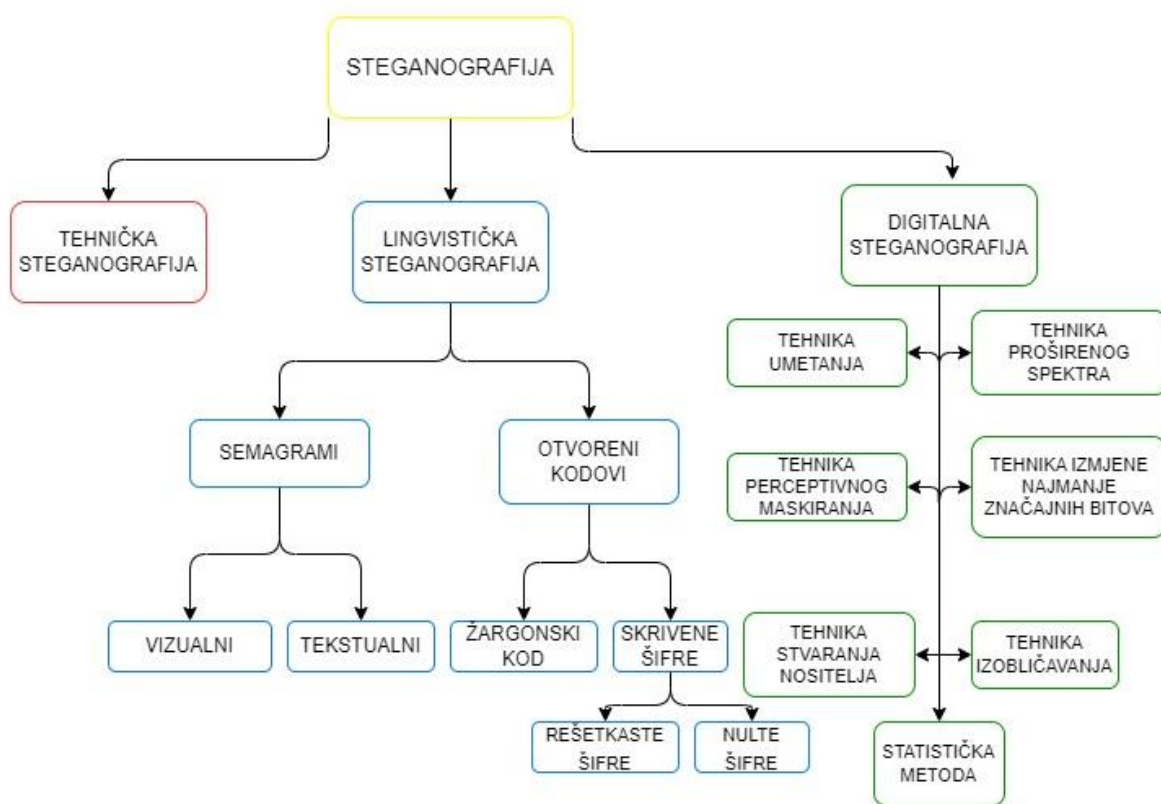 STEGANOGRAFIJA
TEHNIČKA
STEGANOGRAFIJA
LINGVISTIČKA
STEGANOGRAFIJA
DIGITALNA
STEGANOGRAFIJA
TEHNIKA
UMETANJA
TEHNIKA
PROŠIRENOG
SPEKTRA
SEMAGRAMI
OTVORENI
KODOVI
TEHNIKA
PERCEPTIVNOG
MASKIRANJA
TEHNIKA IZMJENE
NAJMANJE
ZNAČAJNIH BITOVA
VIZUALNI
TEKSTUALNI
ŽARGONSKI
KOD
SKRIVENE
ŠIFRE
TEHNIKA
STVARANJA
NOSITELJA
TEHNIKA
IZOBLIČAVANJA
REŠETKASTE
ŠIFRE
NULTE
ŠIFRE
STATISTIČKA
METODA